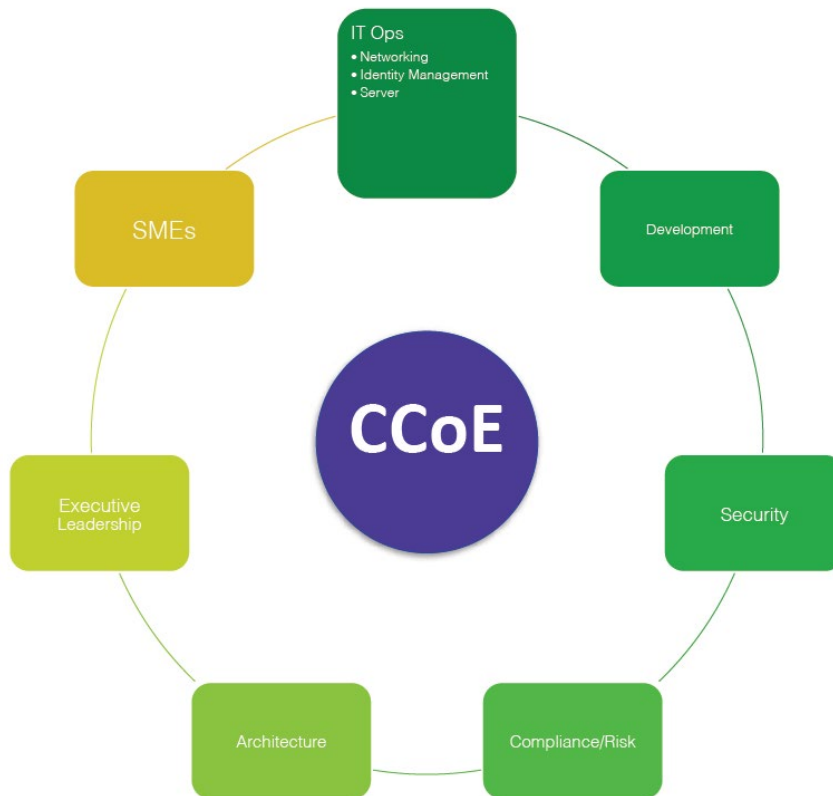 IT Ops
• Networking
• Identity Management
• Server
SMEs
Development
CCoE
Executive
Leadership
Security
Architecture
Compliance/Risk